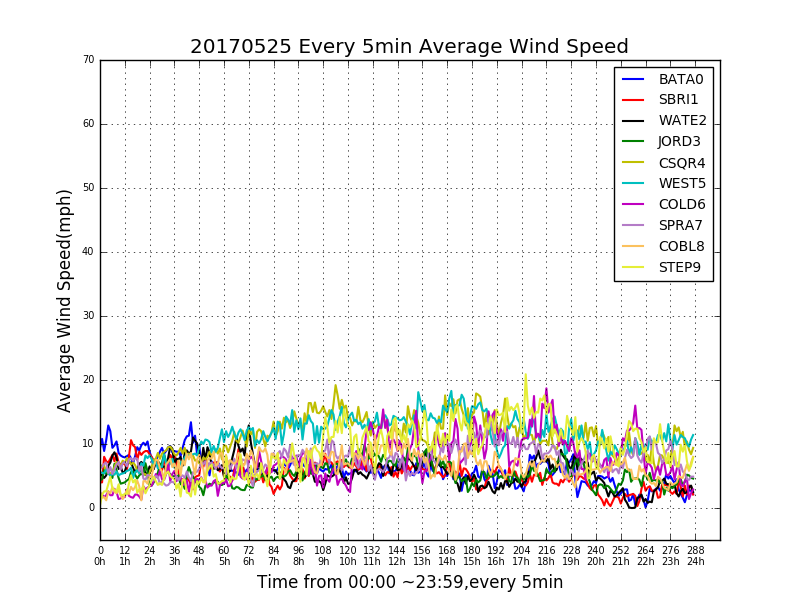 20170525 Every 5min Average Wind Speed
70
60
50
40
30
20
10
0
Average Wind Speed(mph)
BATA0
SBRI1
WATE2
JORD3
CSQR4
WEST5
COLD6
SPRA7
COBL8
STEP9
0 12 24 36 48 60 72 84 96 108 120 132 144 156 168 180 192 204 216 228 240 252 264 276 288
0h 1h 2h 3h 4h 5h 6h 7h 8h 9h 10h 11h 12h 13h 14h 15h 16h 17h 18h 19h 20h 21h 22h 23h 24h
Time from 00:00 ~23:59,every 5min